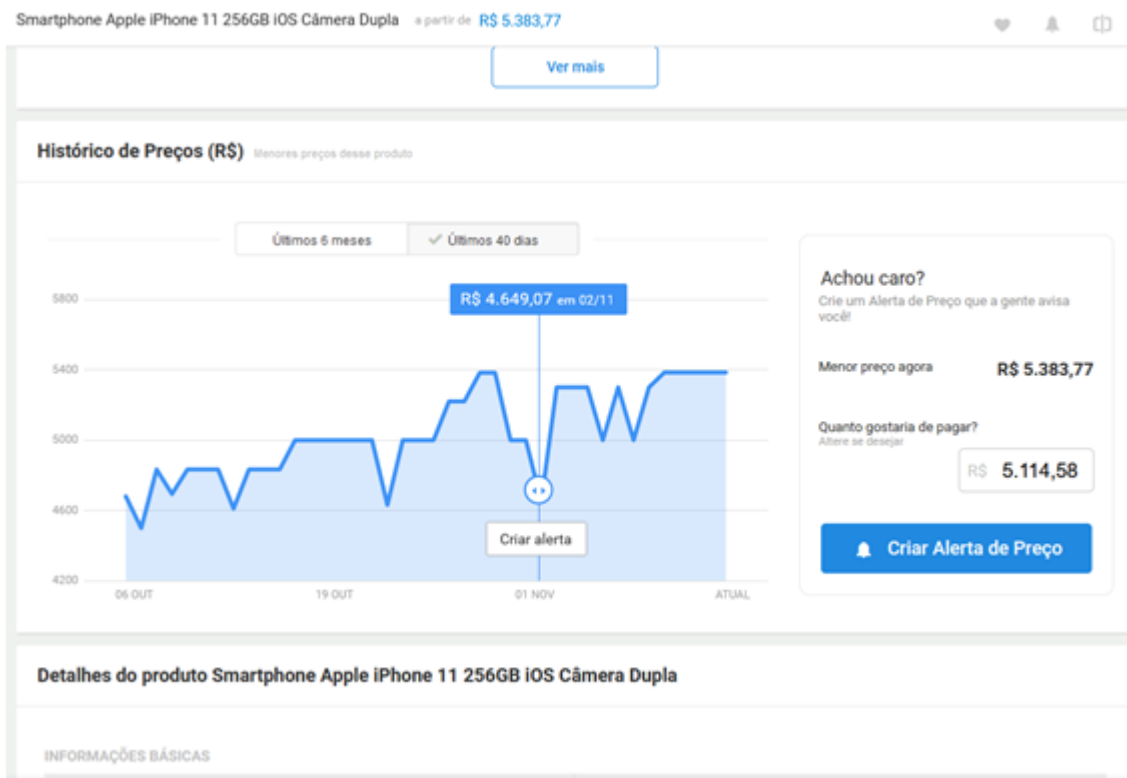 Smartphone Apple iPhone 11 256GB iOS Câmera Dupla a partir de R$ 5.383,77
Ver mais
Histórico de Preços (R$) Menores preços desse produto
Últimos 6 meses
Últimos 40 dias
R$ 4.649,07 em 02/11
5800
5400
5000
4600
4200
Criar alerta
06 OUT
19 OUT
01 NOV
ATUAL
Achou caro?
Crie um Alerta de Preço que a gente avisa
você!
Menor preço agora R$ 5.383,77
Quanto gostaria de pagar?
Altere se desejar
R$ 5.114,58
Criar Alerta de Preço
Detalhes do produto Smartphone Apple iPhone 11 256GB iOS Câmera Dupla
INFORMAÇÕES BÁSICAS